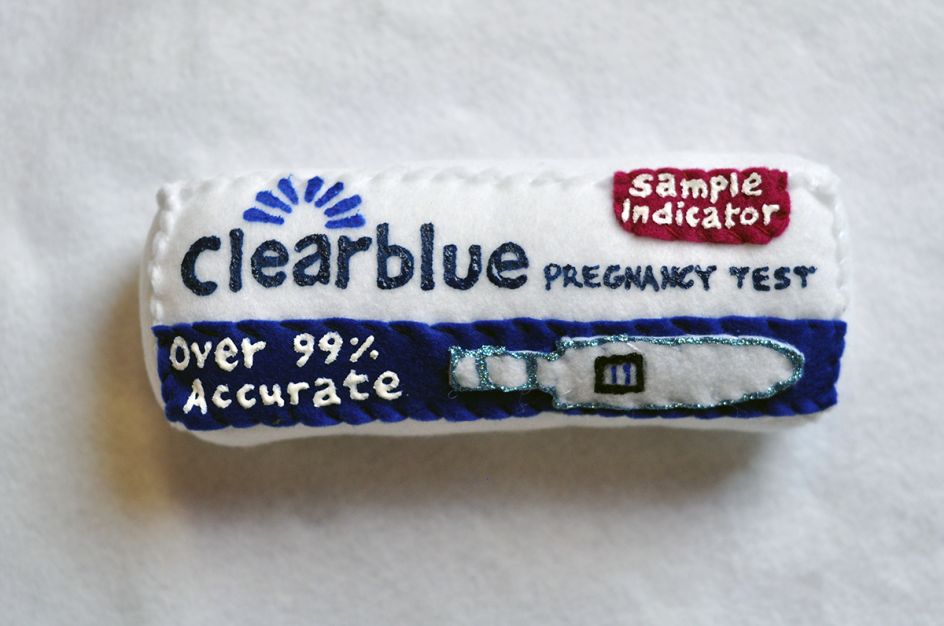 Sample
Indicator
clearblue PREGNANCY TEST
Over 99%
Accurate